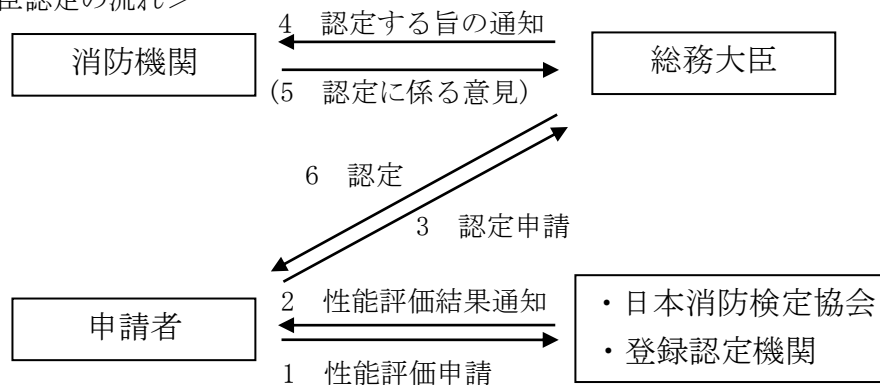 臣認定の流れ＞
4 認定する旨の通知
消防機関
総務大臣
(5 認定に係る意見)
6 認定
3 認定申請
2 性能評価結果通知
・日本消防検定協会
申請者
・登録認定機関
1 性能評価申請